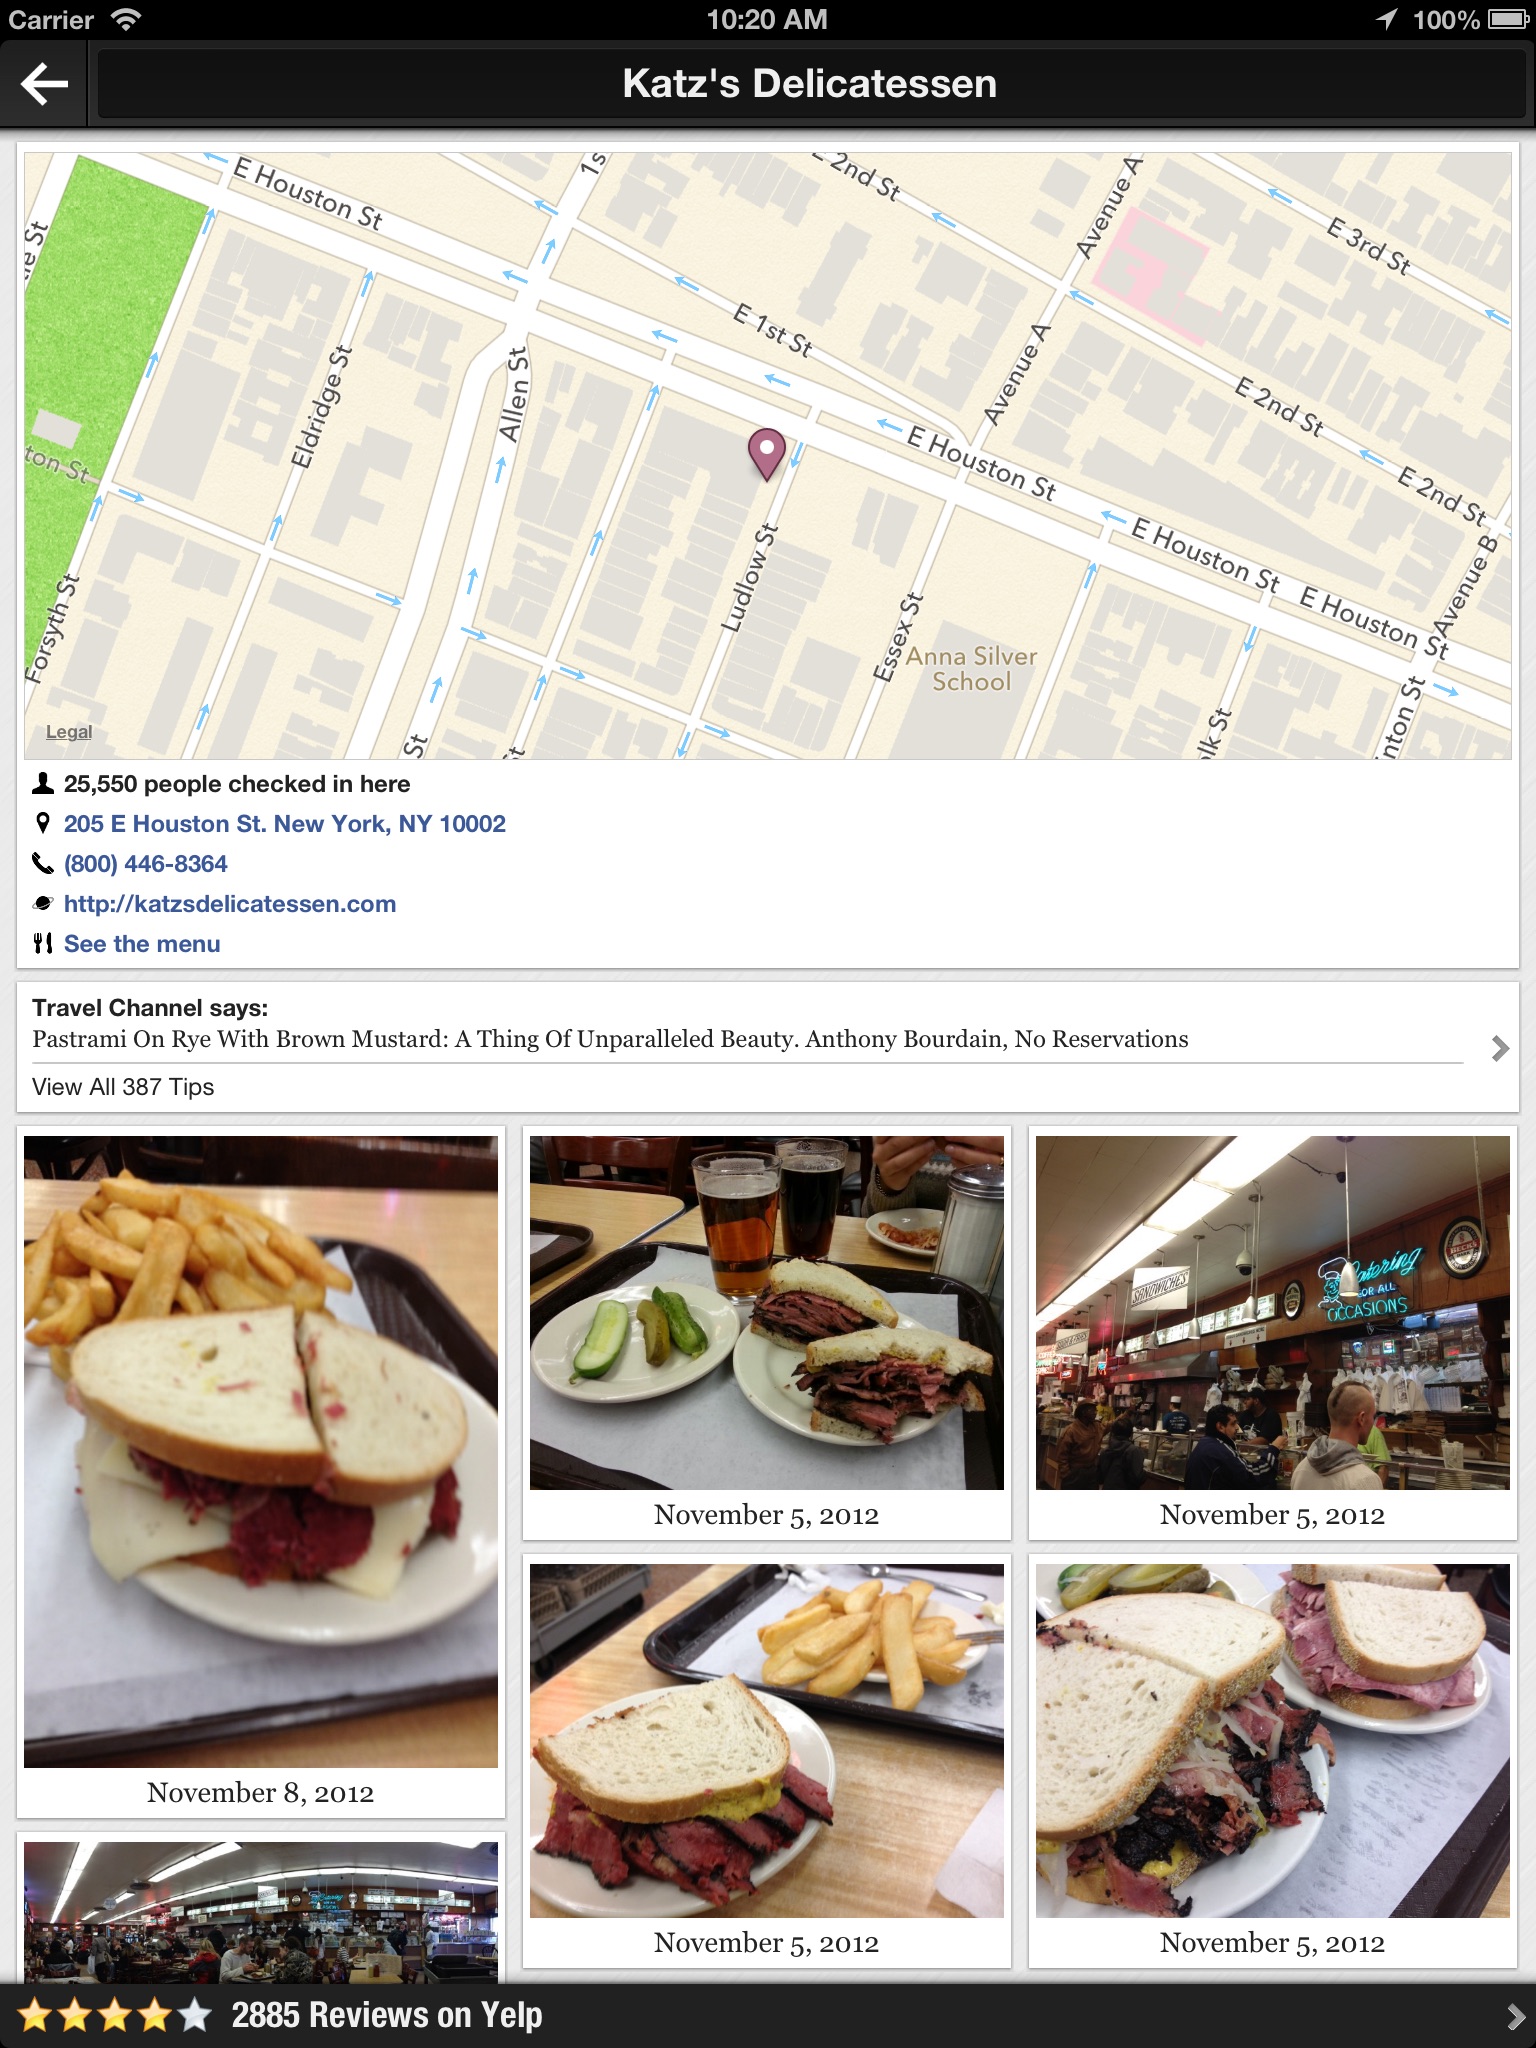 Carrier
10:20 AM
100%
Katz's Delicatessen
E Houston St
1s
E 2nd St
Avenue A
E 3rd St
E 1st St
Avenue A
E 2nd St
Eldridge St
Allen St
E Houston St
E 2nd St
ton St
Ludlow St
E Houston St
E Houston St
Avenue B
Forsyth St
Essex St
Anna Silver
School
St
St
lk St
nton St
Legal
25,550 people checked in here
205 E Houston St. New York, NY 10002
(800) 446-8364
http://katzsdelicatessen.com
See the menu
Travel Channel says:
Pastrami On Rye With Brown Mustard: A Thing Of Unparalleled Beauty. Anthony Bourdain, No Reservations
View All 387 Tips
SANDWICHES
Catering
FOR ALL
OCCASIONS
BECK'S
November 5, 2012
November 5, 2012
November 8, 2012
November 5, 2012
November 5, 2012
2885 Reviews on Yelp